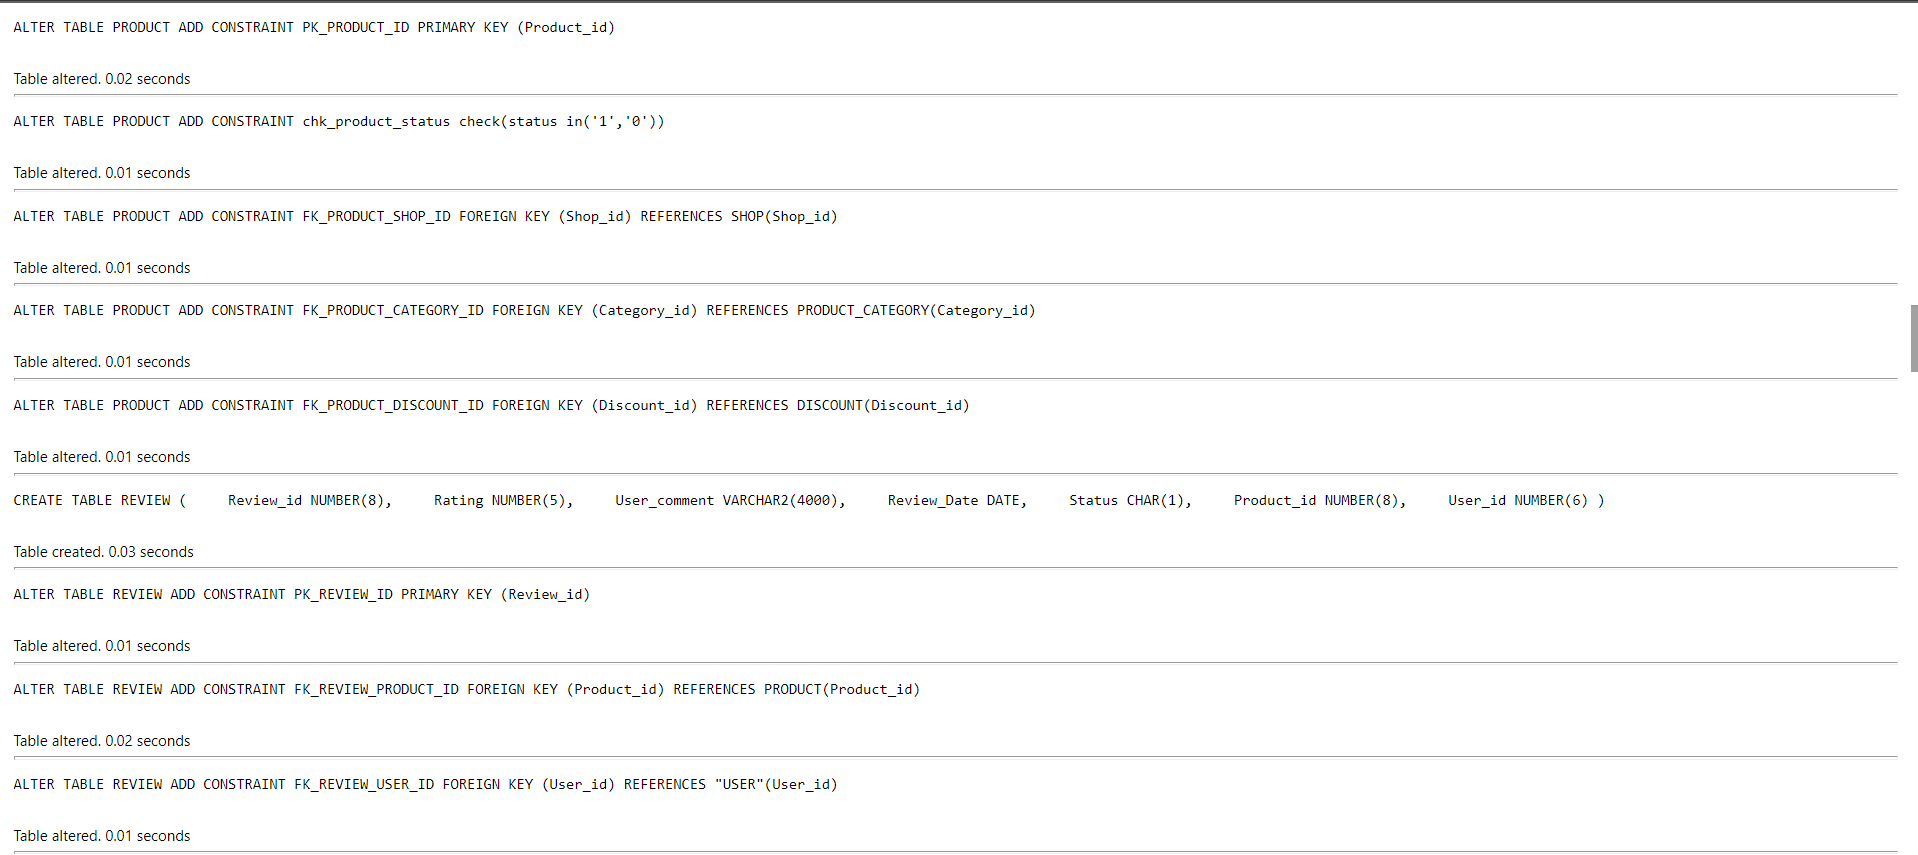 ALTER TABLE PRODUCT ADD CONSTRAINT PK_PRODUCT_ID PRIMARY KEY (Product_id)
Table altered. 0.02 seconds
ALTER TABLE PRODUCT ADD CONSTRAINT chk_product_status check(status in('1','0'))
Table altered. 0.01 seconds
ALTER TABLE PRODUCT ADD CONSTRAINT FK_PRODUCT_SHOP_ID FOREIGN KEY (Shop_id) REFERENCES SHOP(Shop_id)
Table altered. 0.01 seconds
ALTER TABLE PRODUCT ADD CONSTRAINT FK_PRODUCT_CATEGORY_ID FOREIGN KEY (Category_id) REFERENCES PRODUCT_CATEGORY(Category_id)
Table altered. 0.01 seconds
ALTER TABLE PRODUCT ADD CONSTRAINT FK_PRODUCT_DISCOUNT_ID FOREIGN KEY (Discount_id) REFERENCES DISCOUNT(Discount_id)
Table altered. 0.01 seconds
CREATE TABLE REVIEW (     Review_id NUMBER(8),     Rating NUMBER(5),     User_comment VARCHAR2(4000),     Review_Date DATE,     Status CHAR(1),     Product_id NUMBER(8),     User_id NUMBER(6) )
Table created. 0.03 seconds
ALTER TABLE REVIEW ADD CONSTRAINT PK_REVIEW_ID PRIMARY KEY (Review_id)
Table altered. 0.01 seconds
ALTER TABLE REVIEW ADD CONSTRAINT FK_REVIEW_PRODUCT_ID FOREIGN KEY (Product_id) REFERENCES PRODUCT(Product_id)
Table altered. 0.02 seconds
ALTER TABLE REVIEW ADD CONSTRAINT FK_REVIEW_USER_ID FOREIGN KEY (User_id) REFERENCES "USER"(User_id)
Table altered. 0.01 seconds